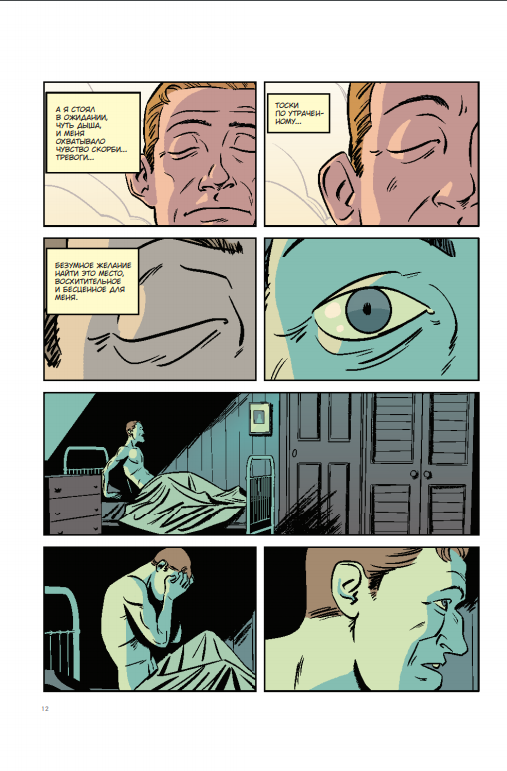 А Я СТОЯЛ
В ОЖИДАНИИ,
ЧУТЬ ДЫША,
И МЕНЯ
ОХВАТЫВАЛО
ЧУВСТВО СКОРБИ...
ТРЕВОГИ...
ТОСКИ
ПО УТРАЧЕН-
НОМУ...
БЕЗУМНОЕ ЖЕЛАНИЕ
НАЙТИ ЭТО МЕСТО,
ВОСХИТИТЕЛЬНОЕ
И БЕСЦЕННОЕ ДЛЯ
МЕНЯ.
12